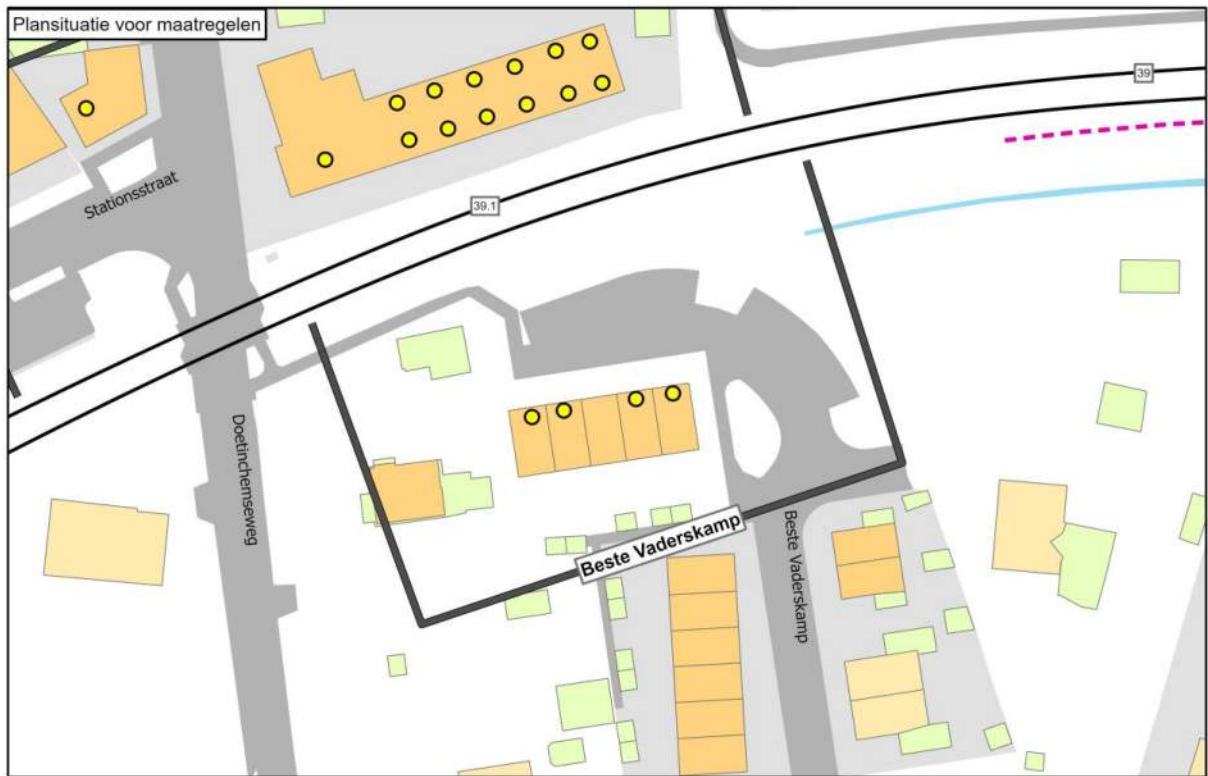 Plansituatie voor maatregelen
39
Stationsstraat
39.1
Doetinchemseweg
Beste Vaderskamp
Beste Vaderskamp